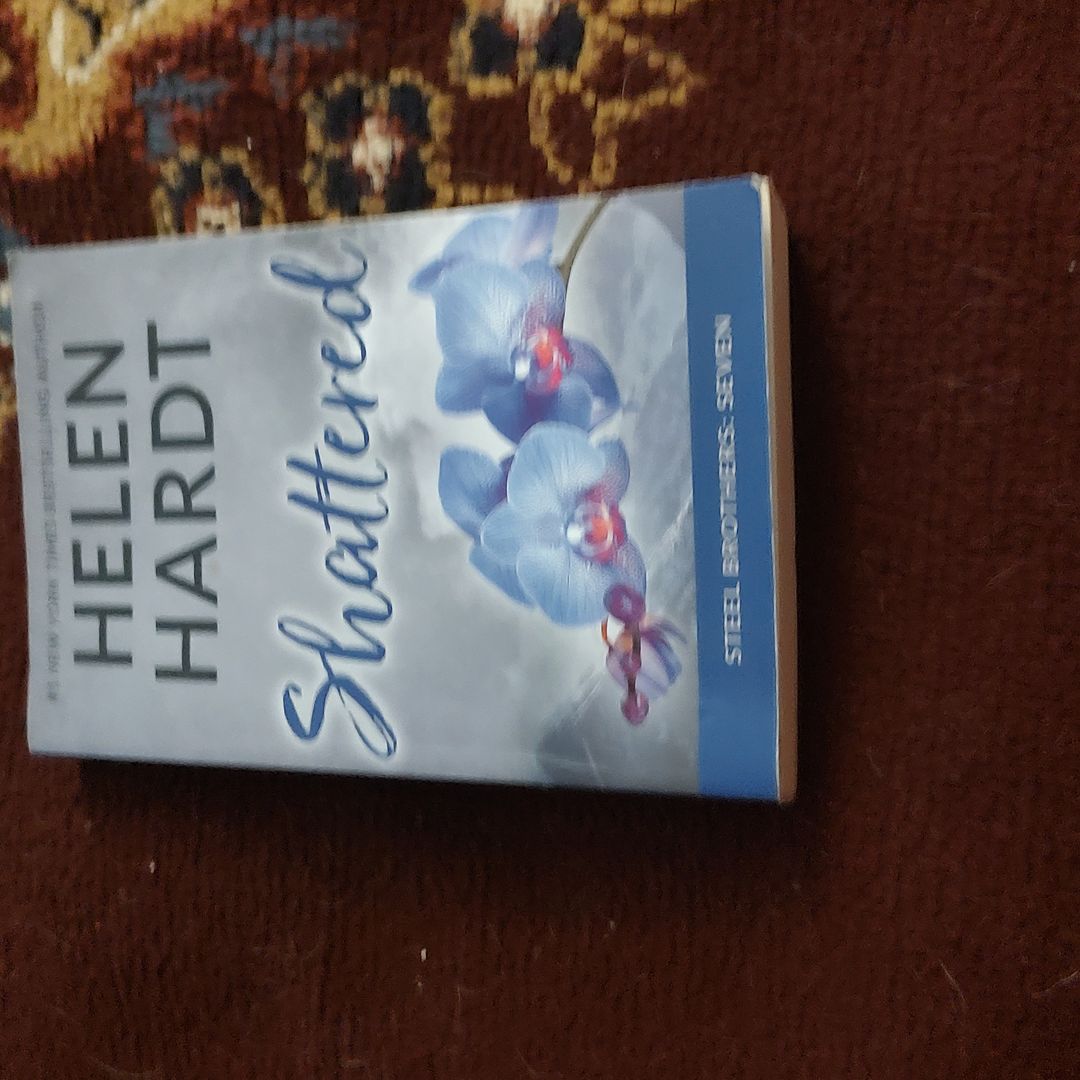 #1 NEW YORK TIMES BESTSELLING AUTHOR
HELEN
HARDT
Shattered
STEEL BROTHERS: SEVEN